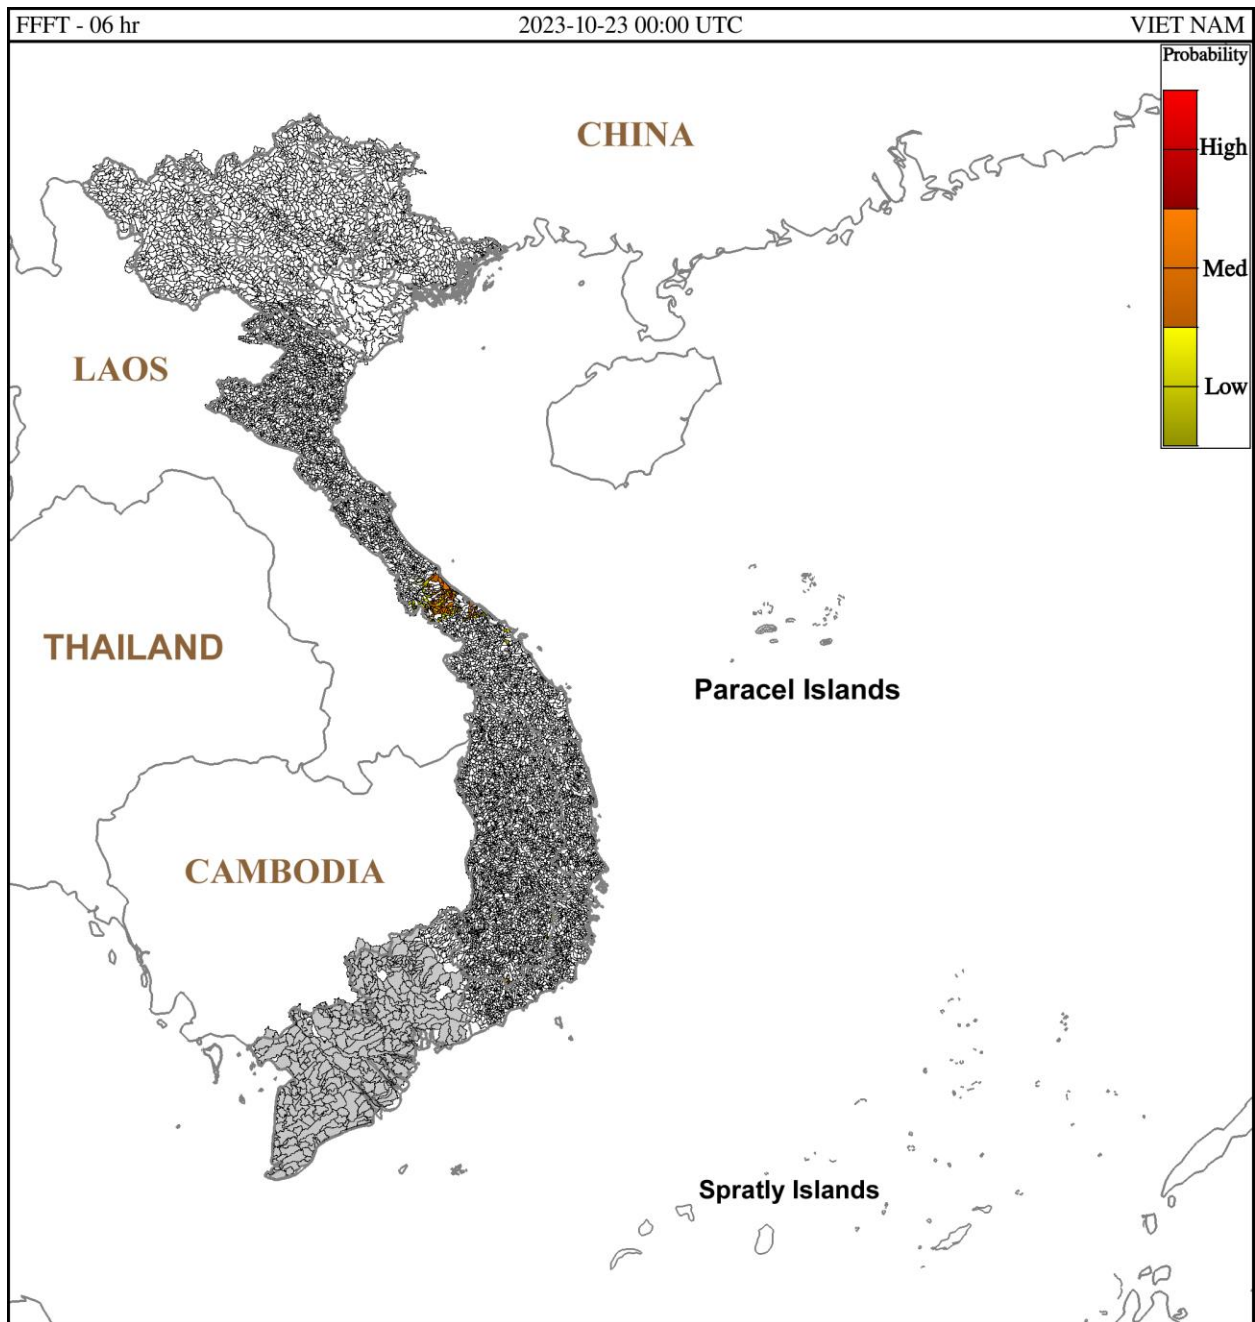 FFFT - 06 hr 2023-10-23 00:00 UTC VIET NAM
Probability
CHINA
High
Med
LAOS
Low
THAILAND
Paracel Islands
CAMBODIA
Spratly Islands